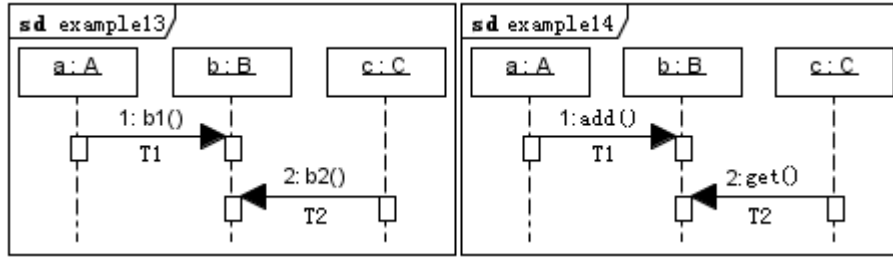 sd example13
a : A
b : B
c : C
1: b1()
T1
2: b2()
T2
sd example14
a : A
b : B
c : C
1:add()
T1
2:get()
T2